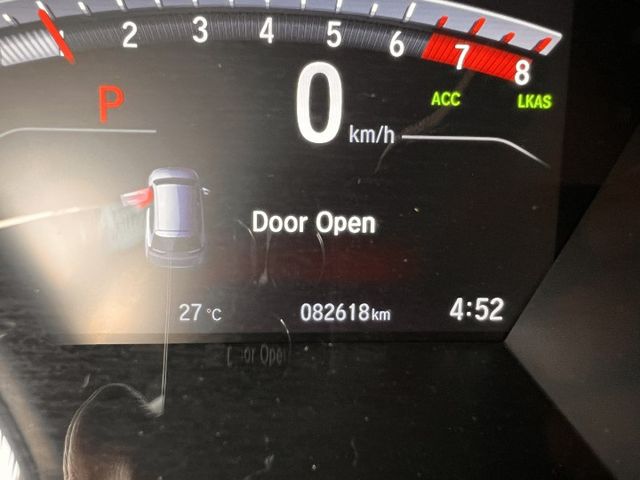 2 3 4 5 6 7 8
P
0 km/h
ACC LKAS
Door Open
27 °C 082618 km 4:52